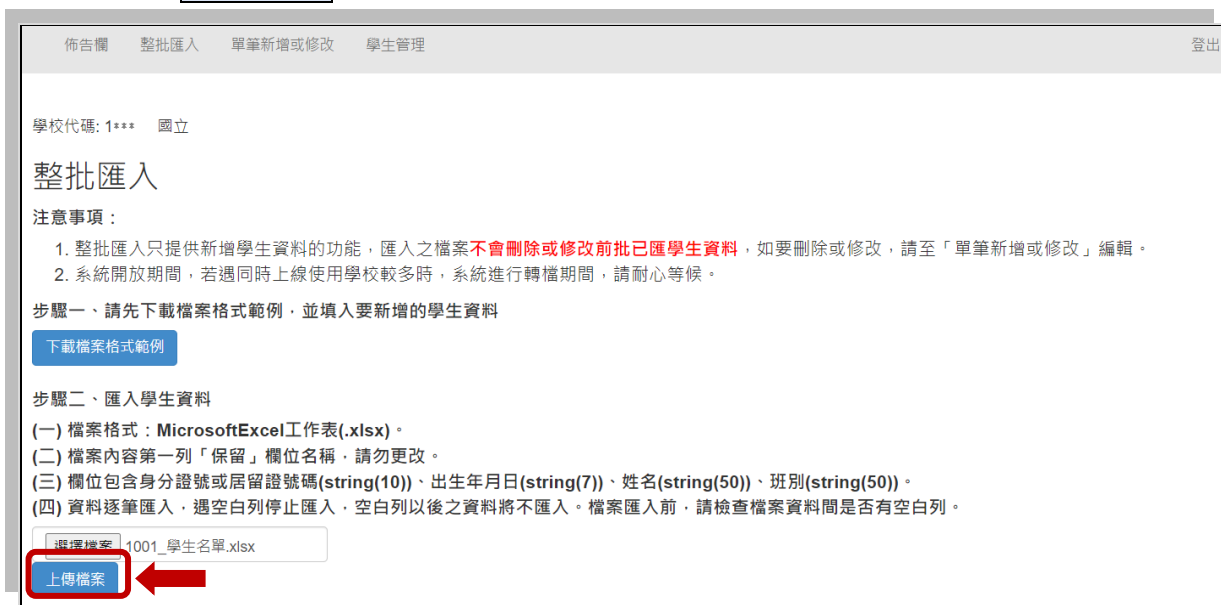 佈告欄 整批匯入 單筆新增或修改 學生管理 登出
學校代碼: 1*** 國立
整批匯入
注意事項：
1. 整批匯入只提供新增學生資料的功能，匯入之檔案不會刪除或修改前批已匯學生資料，如要刪除或修改，請至「單筆新增或修改」編輯。
2. 系統開放期間，若遇同時上線使用學校較多時，系統進行轉檔期間，請耐心等候。
步驟一、請先下載檔案格式範例，並填入要新增的學生資料
下載檔案格式範例
步驟二、匯入學生資料
(一) 檔案格式：MicrosoftExcel工作表(.xlsx)。
(二) 檔案內容第一列「保留」欄位名稱，請勿更改。
(三) 欄位包含身分證號或居留證號碼(string(10))、出生年月日(string(7))、姓名(string(50))、班別(string(50))。
(四) 資料逐筆匯入，遇空白列停止匯入，空白列以後之資料將不匯入。檔案匯入前，請檢查檔案資料間是否有空白列。
選擇檔案 1001_學生名單.xlsx
上傳檔案